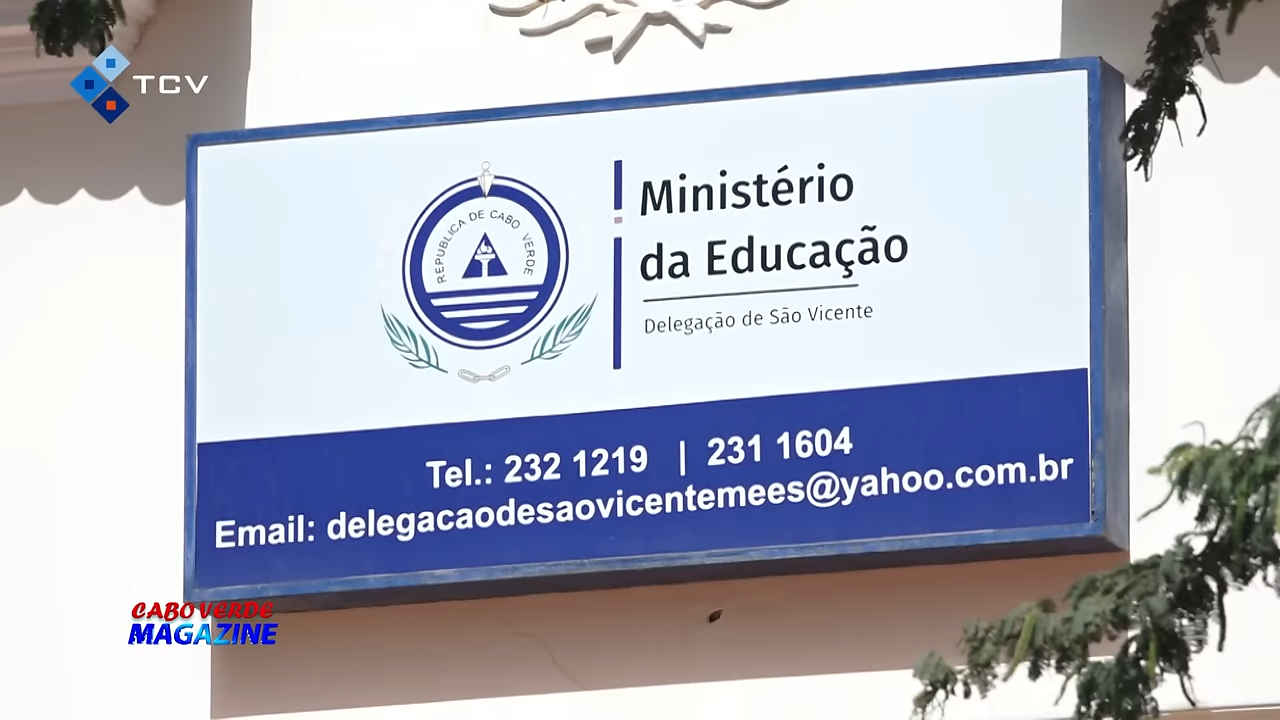 TCV
REPUBLICA DE CABO VERDE
Ministério
da Educação
Delegação de São Vicente
Tel.: 232 1219 | 231 1604
Email: delegacaodesaovicentemees@yahoo.com.br
CABO VERDE
MAGAZINE